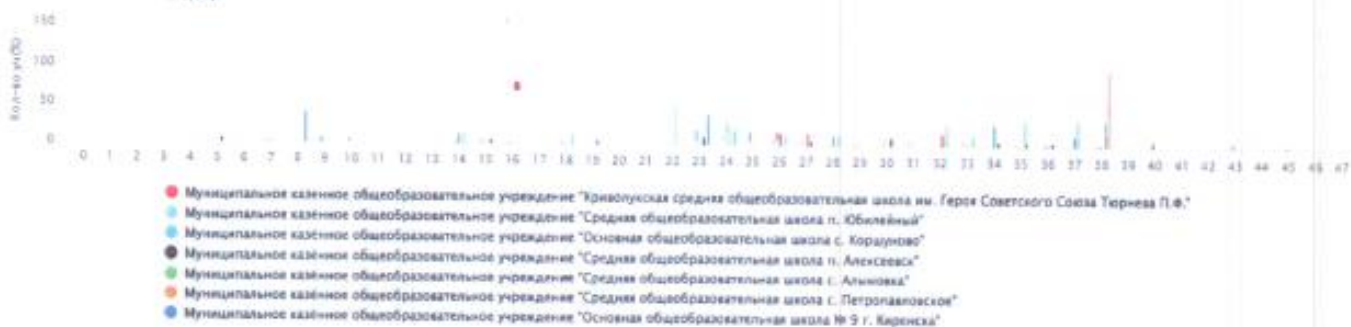 150
100
50
0
Кол-во уч(%)
0 1 2 3 4 5 6 7 8 9 10 11 12 13 14 15 16 17 18 19 20 21 22 23 24 25 26 27 28 29 30 31 32 33 34 35 36 37 38 39 40 41 42 43 44 45 46 47
Муниципальное казённое общеобразовательное учреждение "Криволукская средняя общеобразовательная школа им. Героя Советского Союза Тюрнева П.Ф."
Муниципальное казённое общеобразовательное учреждение "Средняя общеобразовательная школа п. Юбилейный"
Муниципальное казённое общеобразовательное учреждение "Основная общеобразовательная школа с. Коршуново"
Муниципальное казённое общеобразовательное учреждение "Средняя общеобразовательная школа п. Алексеевск"
Муниципальное казённое общеобразовательное учреждение "Средняя общеобразовательная школа с. Алымовка"
Муниципальное казённое общеобразовательное учреждение "Средняя общеобразовательная школа с. Петропавловское"
Муниципальное казённое общеобразовательное учреждение "Основная общеобразовательная школа № 9 г. Киренска"